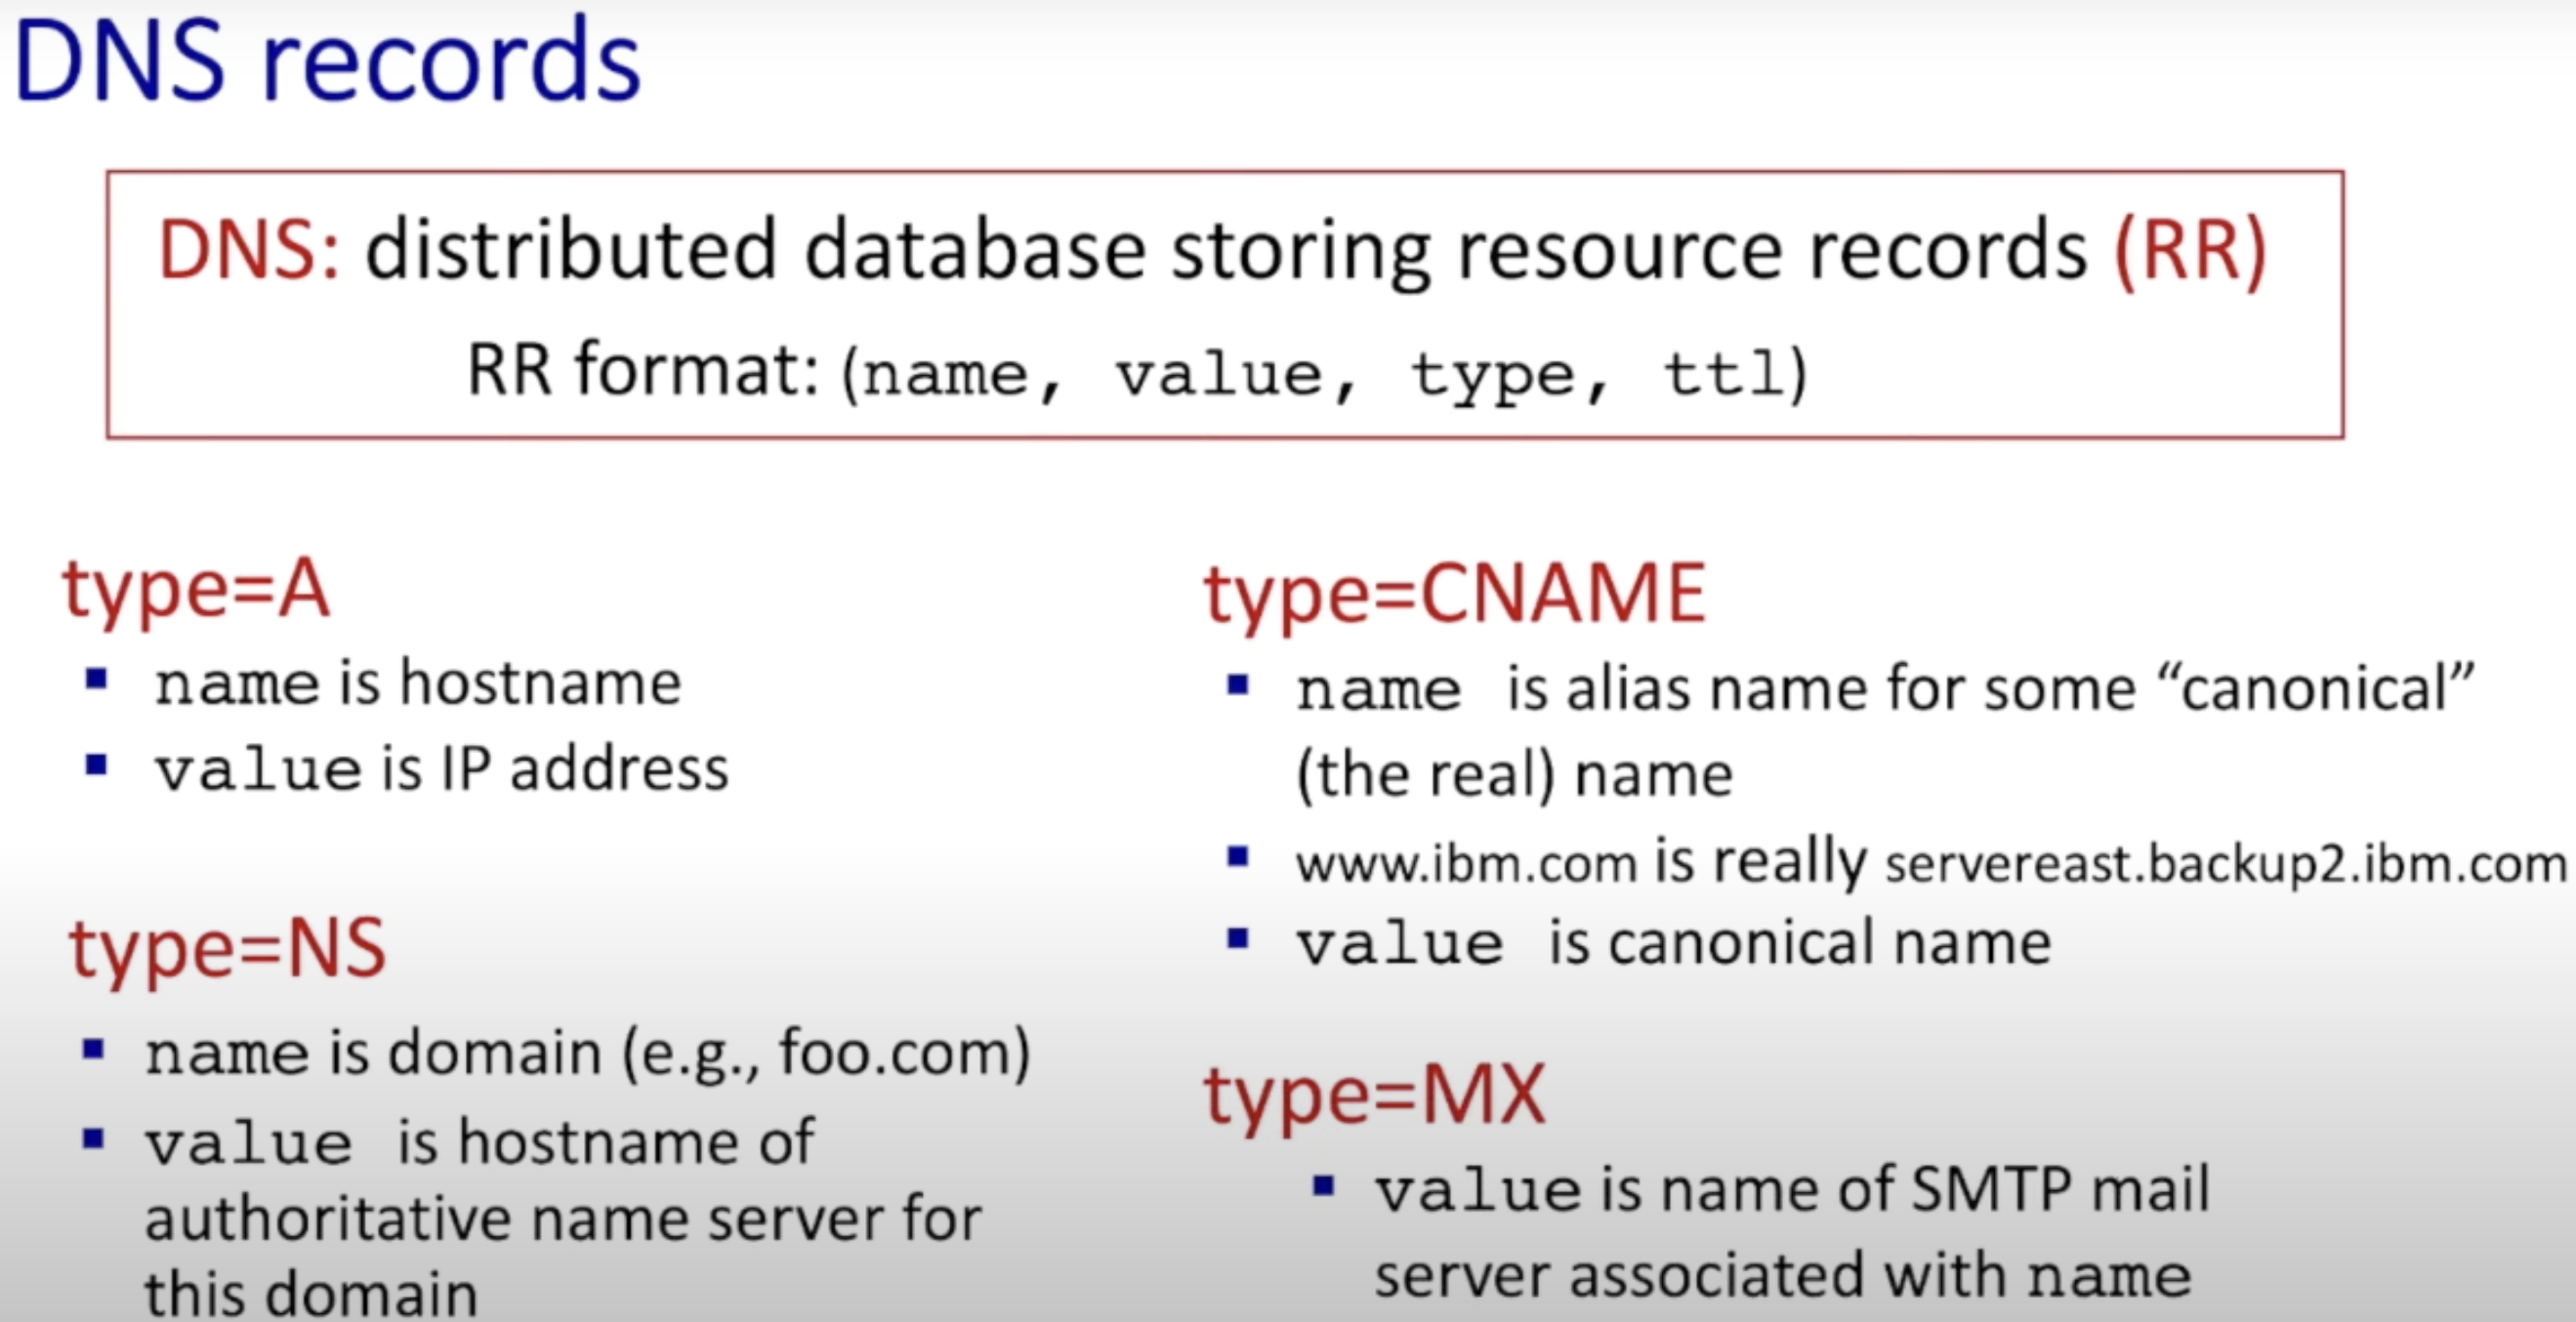 DNS records
DNS: distributed database storing resource records (RR)
RR format: (name, value, type, ttl)
type=A
name is hostname
value is IP address
type=NS
name is domain (e.g., foo.com)
value is hostname of
authoritative name server for
this domain
type=CNAME
name is alias name for some “canonical”
(the real) name
www.ibm.com is really servereast.backup2.ibm.com
value is canonical name
type=MX
value is name of SMTP mail
server associated with name